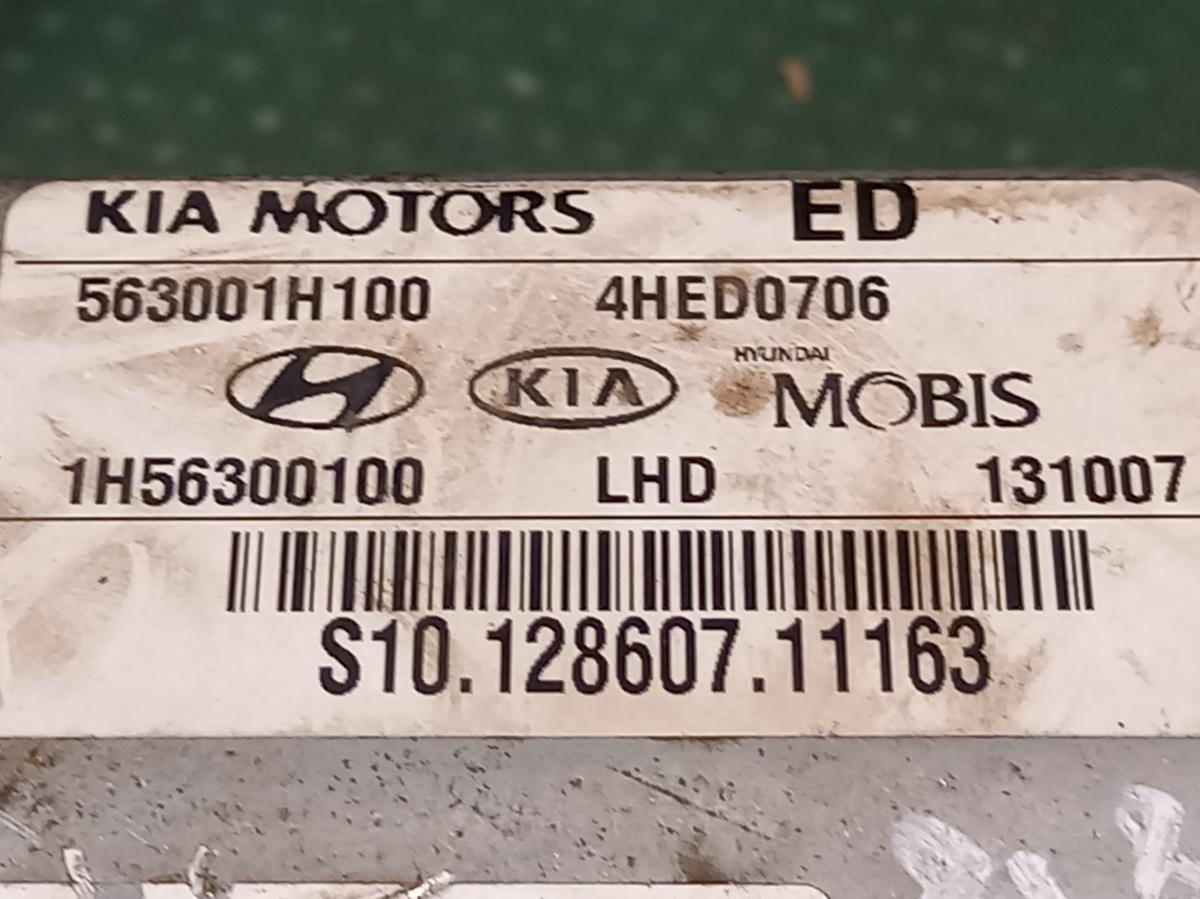 KIA MOTORS ED
563001H100 4HED0706
KIA HYUNDAI MOBIS
1H56300100 LHD 131007
S10.128607.11163